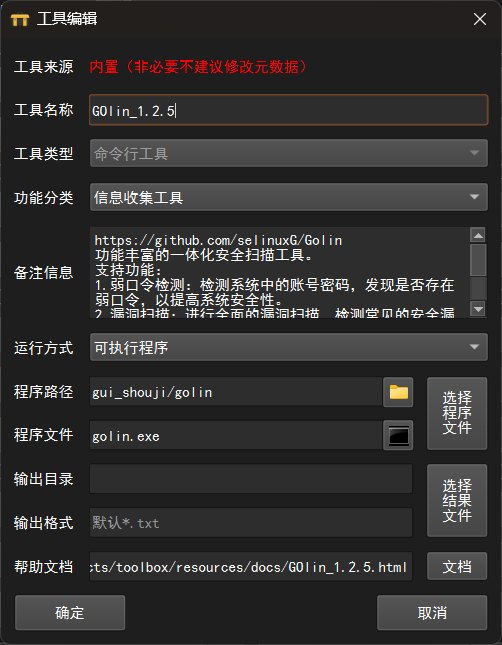 工具编辑
工具来源 内置（非必要不建议修改元数据）
工具名称 GOlin_1.2.5
工具类型 命令行工具
功能分类 信息收集工具
备注信息
https://github.com/selinuxG/Golin
功能丰富的一体化安全扫描工具。
支持功能：
1.弱口令检测：检测系统中的账号密码，发现是否存在
弱口令，以提高系统安全性。
2.漏洞扫描：进行全面的漏洞扫描，检测常见的安全漏
运行方式 可执行程序
程序路径 gui_shouji/golin
程序文件 golin.exe
选择
程序
文件
输出目录
输出格式 默认*.txt
选择
结果
文件
帮助文档 cts/toolbox/resources/docs/GOlin_1.2.5.html 文档
确定 取消